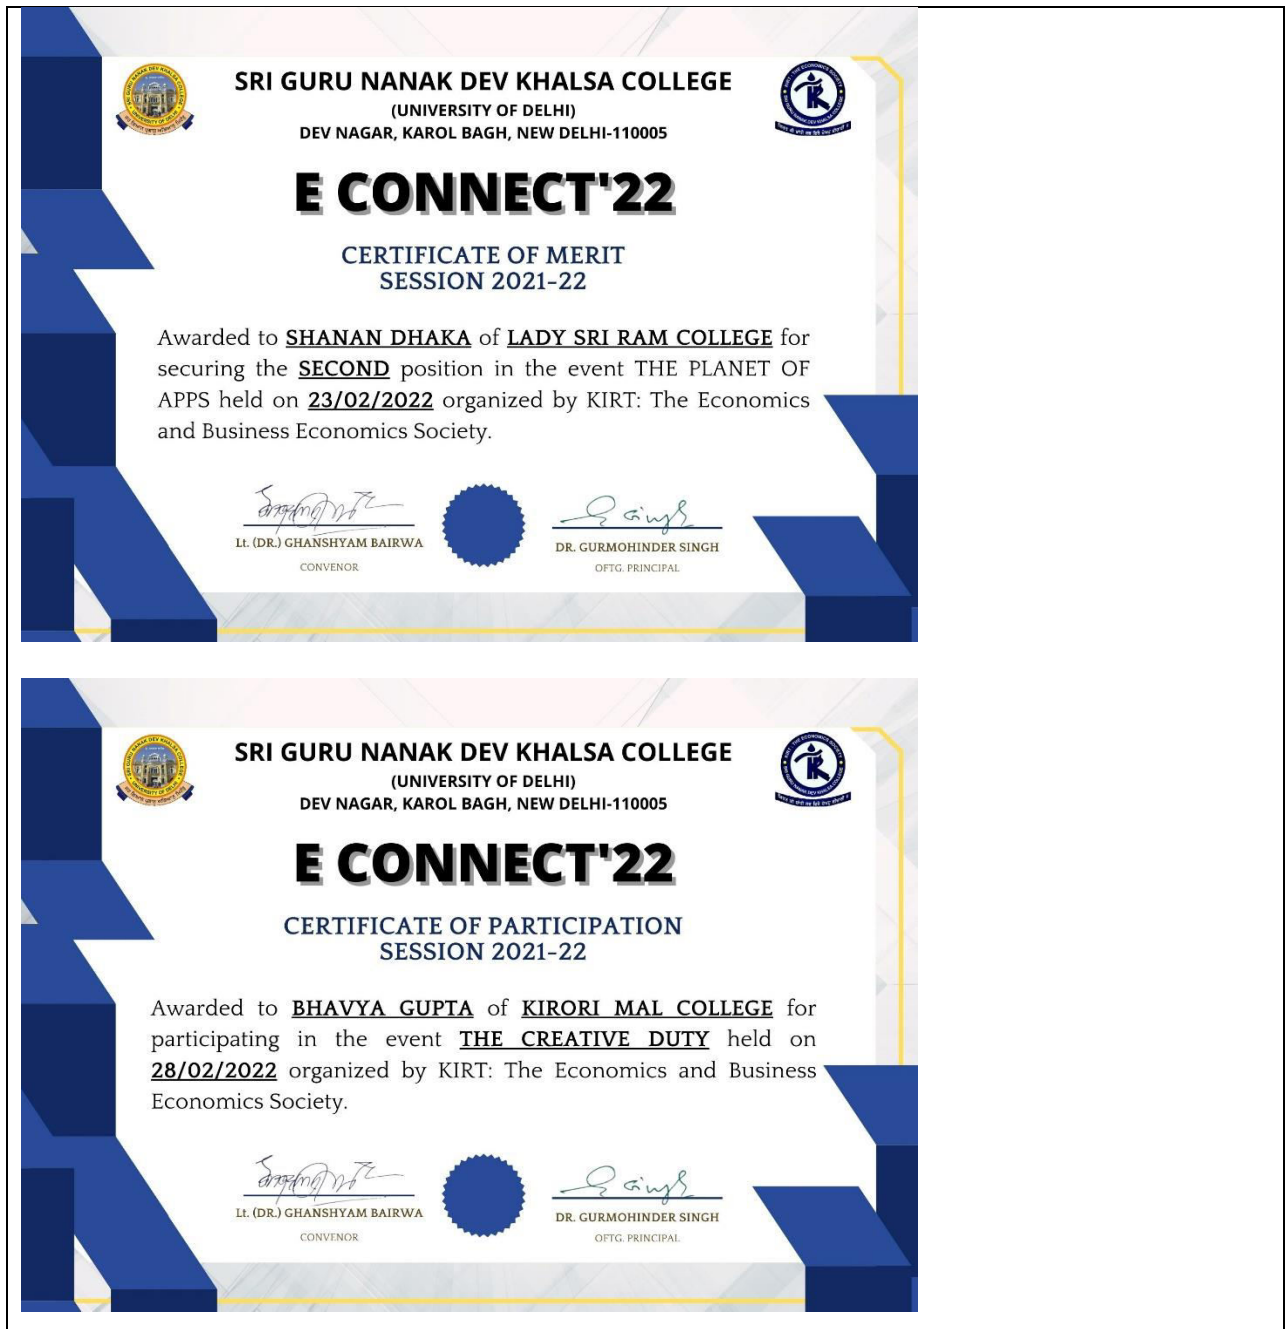 SRI GURU NANAK DEV KHALSA COLLEGE
(UNIVERSITY OF DELHI)
DEV NAGAR, KAROL BAGH, NEW DELHI-110005
E CONNECT'22
CERTIFICATE OF MERIT
SESSION 2021-22
Awarded to SHANAN DHAKA of LADY SRI RAM COLLEGE for
securing the SECOND position in the event THE PLANET OF
APPS held on 23/02/2022 organized by KIRT: The Economics
and Business Economics Society.
Lt. (DR.) GHANSHYAM BAIRWA
CONVENOR
DR. GURMOHINDER SINGH
OFTG. PRINCIPAL
SRI GURU NANAK DEV KHALSA COLLEGE
(UNIVERSITY OF DELHI)
DEV NAGAR, KAROL BAGH, NEW DELHI-110005
E CONNECT'22
CERTIFICATE OF PARTICIPATION
SESSION 2021-22
Awarded to BHAVYA GUPTA of KIRORI MAL COLLEGE for
participating in the event THE CREATIVE DUTY held on
28/02/2022 organized by KIRT: The Economics and Business
Economics Society.
Lt. (DR.) GHANSHYAM BAIRWA
CONVENOR
DR. GURMOHINDER SINGH
OFTG. PRINCIPAL